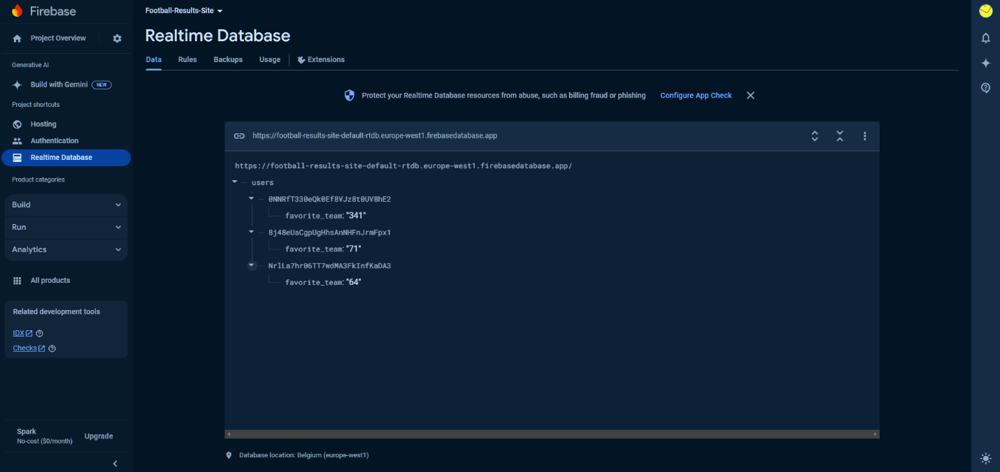 Firebase
Football-Results-Site
Project Overview
Realtime Database
Data Rules Backups Usage Extensions
Generative AI
Build with Gemini NEW
Project shortcuts
Hosting
Authentication
Realtime Database
Product categories
Build
Run
Analytics
All products
Related development tools
IDX
Checks
Spark
No-cost ($0/month)
Upgrade
Protect your Realtime Database resources from abuse, such as billing fraud or phishing Configure App Check
https://football-results-site-default-rtdb.europe-west1.firebasedatabase.app
https://football-results-site-default-rtdb.europe-west1.firebasedatabase.app/
users
0NNRfT330eQk0Ef8VJz8t0UV8hE2
favorite_team: "341"
8j48eUaCgpUgHhsAnNHFnJrmFpx1
favorite_team: "71"
NrlLa7hr06TT7wdMA3FkInfKaDA3
favorite_team: "64"
Database location: Belgium (europe-west1)